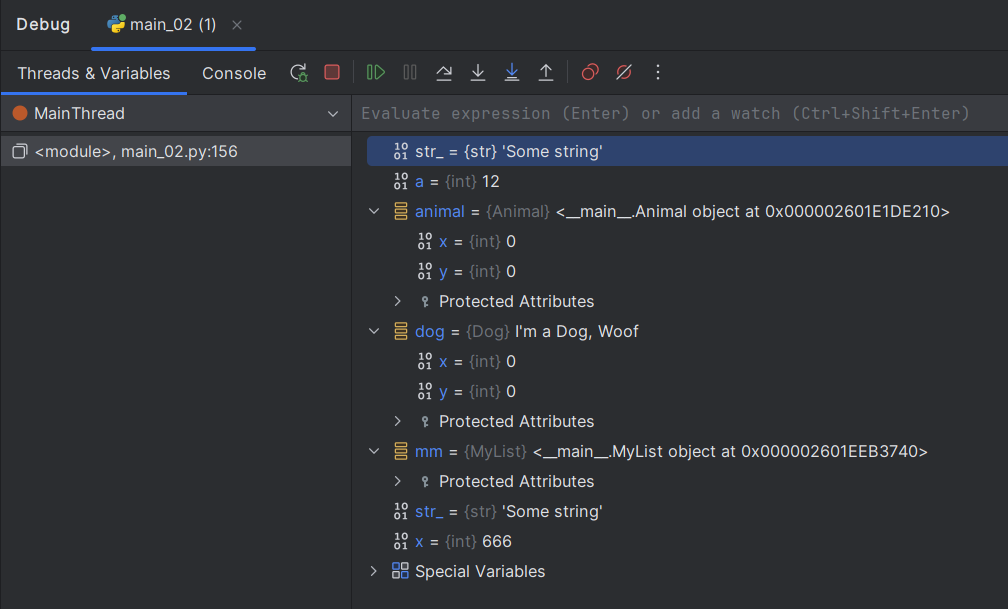 Debug
main_02 (1)
Threads & Variables
Console
MainThread
Evaluate expression (Enter) or add a watch (Ctrl+Shift+Enter)
<module>, main_02.py:156
str_ = {str} 'Some string'
a = {int} 12
animal = {Animal} <__main__.Animal object at 0x000002601E1DE210>
x = {int} 0
y = {int} 0
Protected Attributes
dog = {Dog} I'm a Dog, Woof
x = {int} 0
y = {int} 0
Protected Attributes
mm = {MyList} <__main__.MyList object at 0x000002601EEB3740>
Protected Attributes
str_ = {str} 'Some string'
x = {int} 666
Special Variables